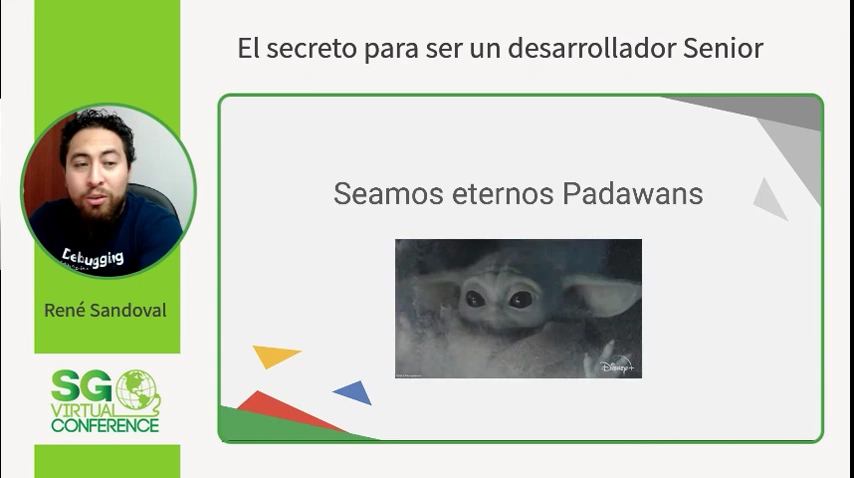 El secreto para ser un desarrollador Senior
Seamos eternos Padawans
Debugging
Disney+
René Sandoval
SG
VIRTUAL
CONFERENCE